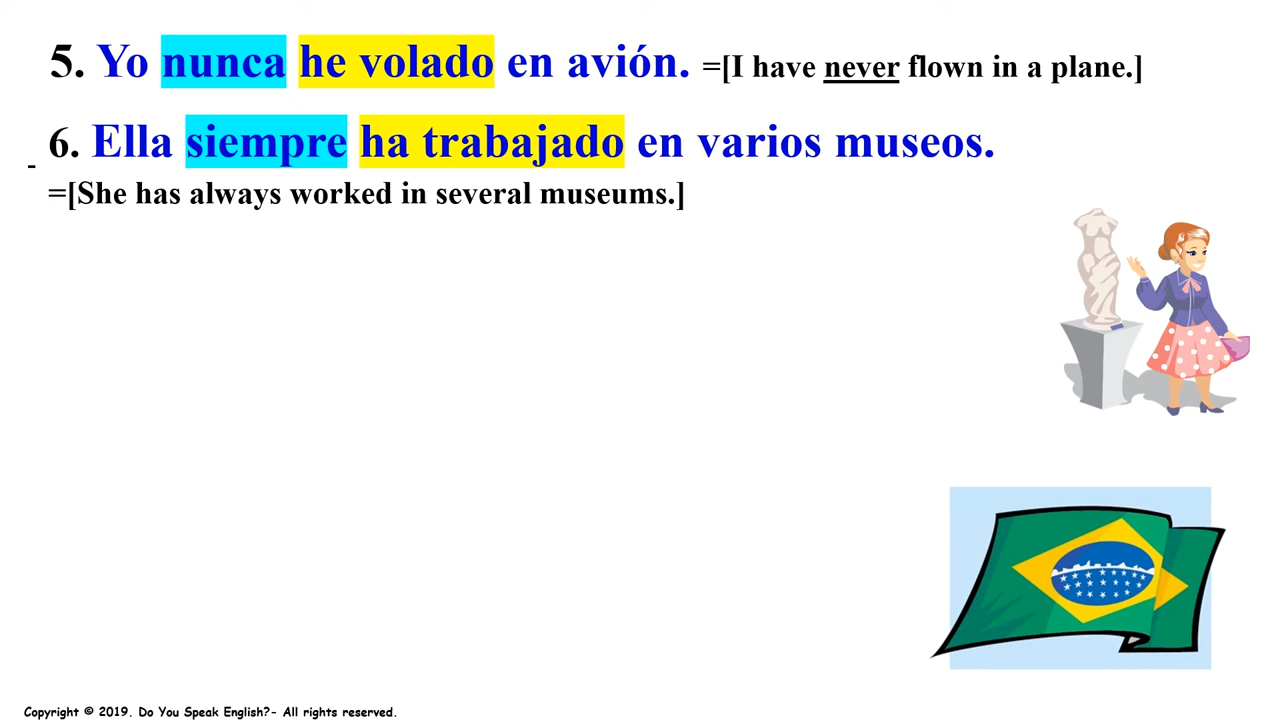 5. Yo nunca he volado en avión. =[I have never flown in a plane.]
6. Ella siempre ha trabajado en varios museos.
-
=[She has always worked in several museums.]
Copyright © 2019. Do You Speak English?- All rights reserved.